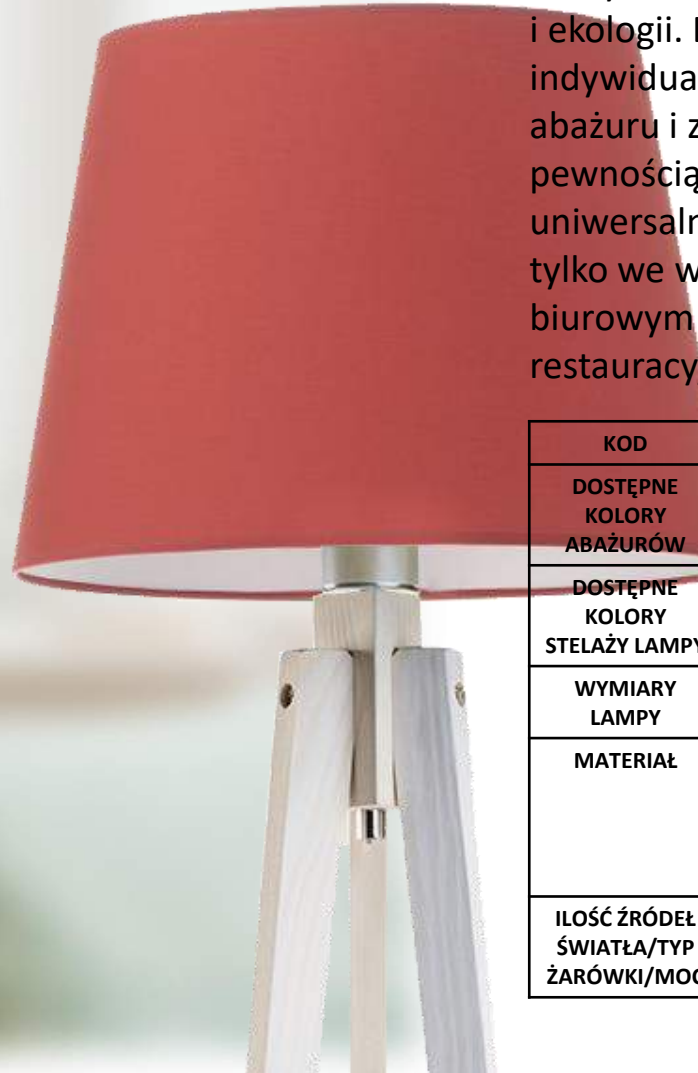 i ekologii.
indywidua
abażuru i z
pewnością
uniwersaln
tylko we w
biurowym
restauracy
KOD
DOSTĘPNE
KOLORY
ABAŻURÓW
DOSTĘPNE
KOLORY
STELAŻY LAMPY
WYMIARY
LAMPY
MATERIAŁ
ILOŚĆ ŹRÓDEŁ
ŚWIATŁA/TYP
ŻARÓWKI/MOC